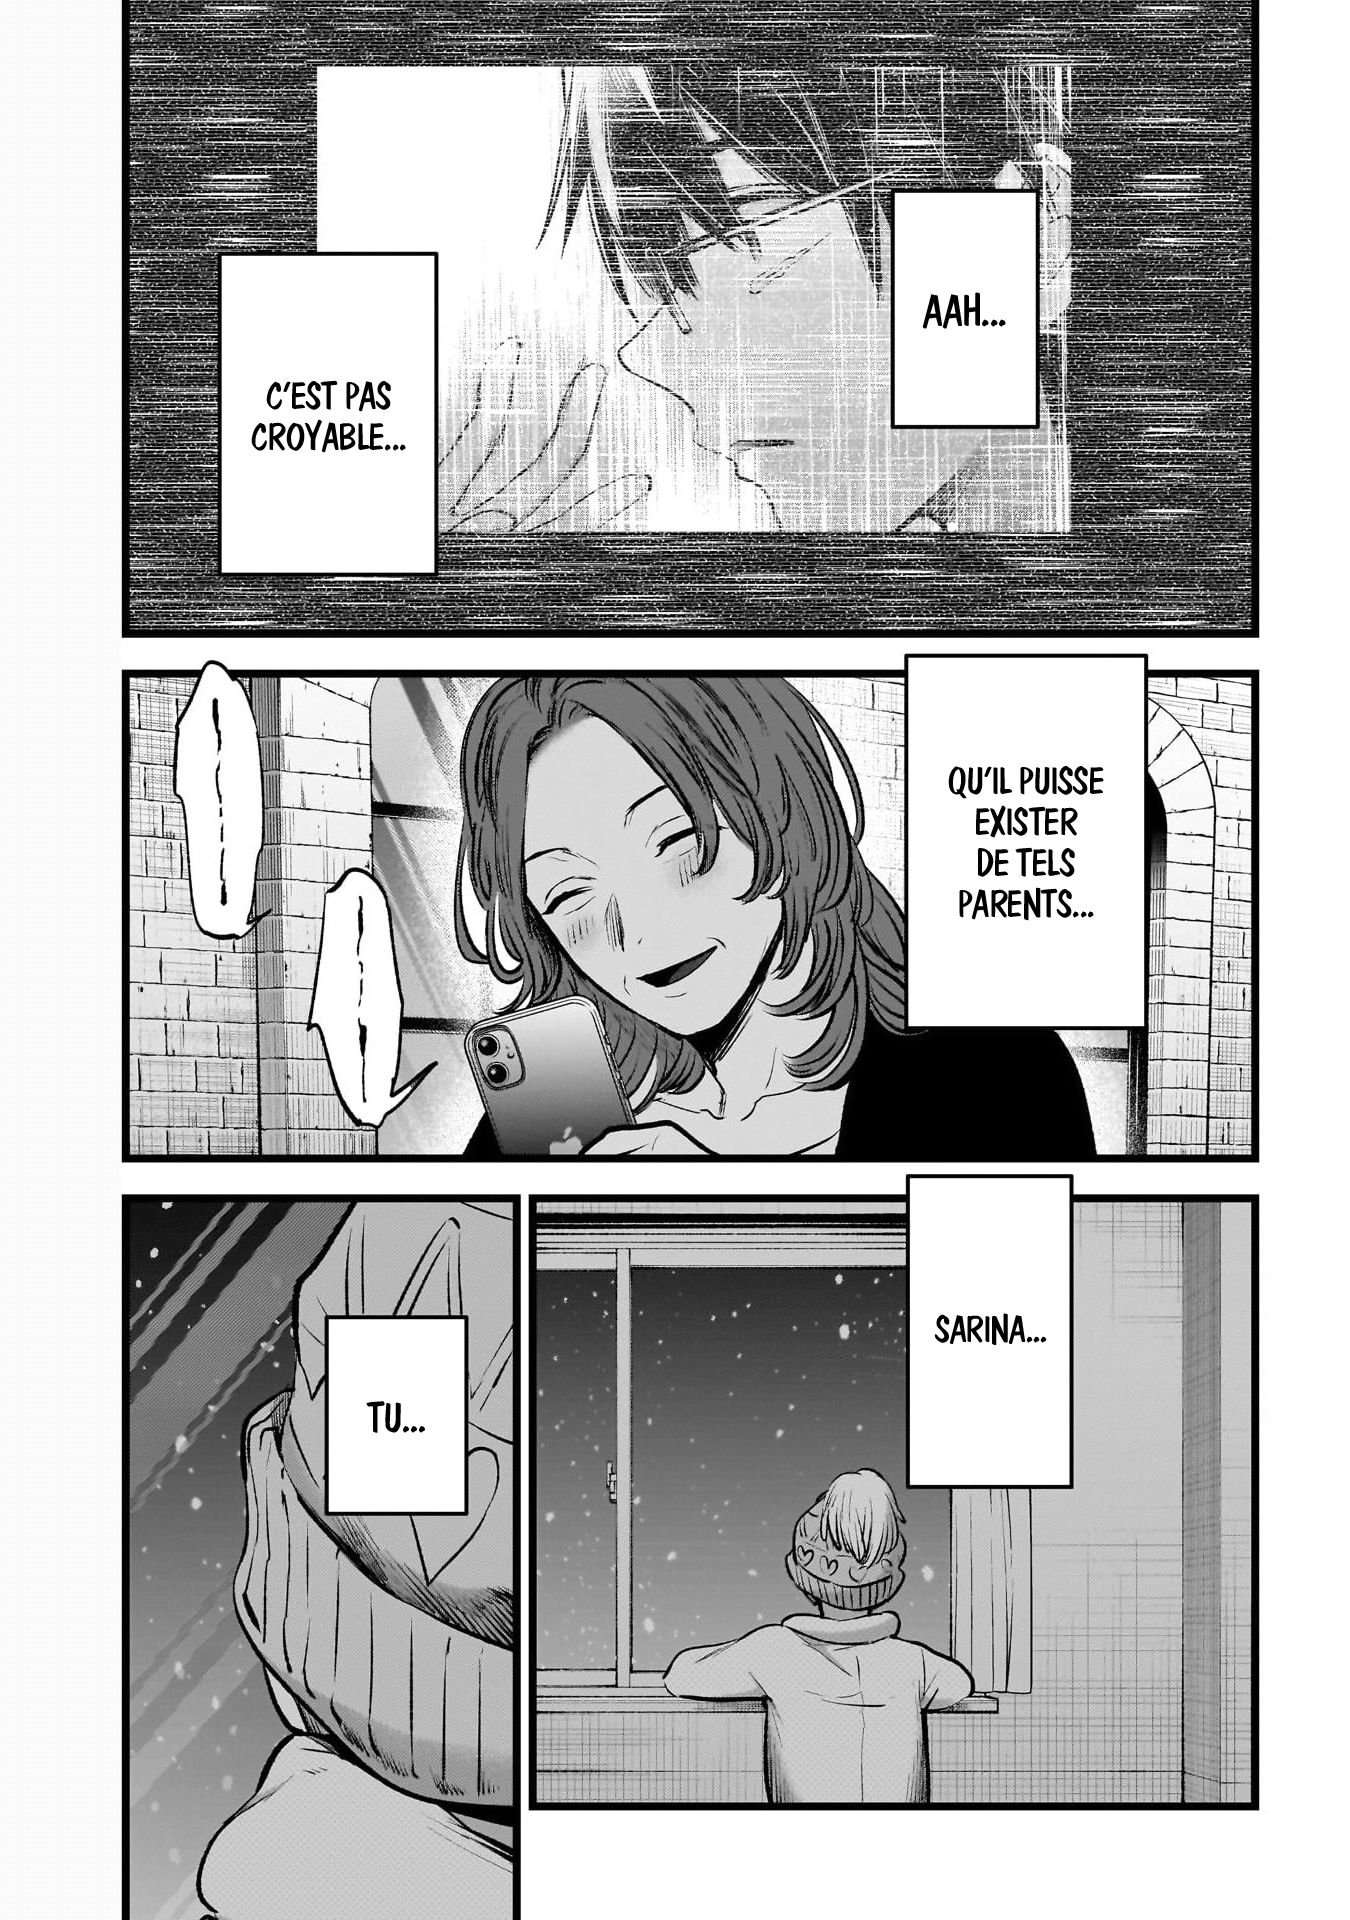 AAH...
C'EST PAS
CROYABLE...
QU'IL PUISSE
EXISTER
DE TELS
PARENTS...
SARINA...
TU...